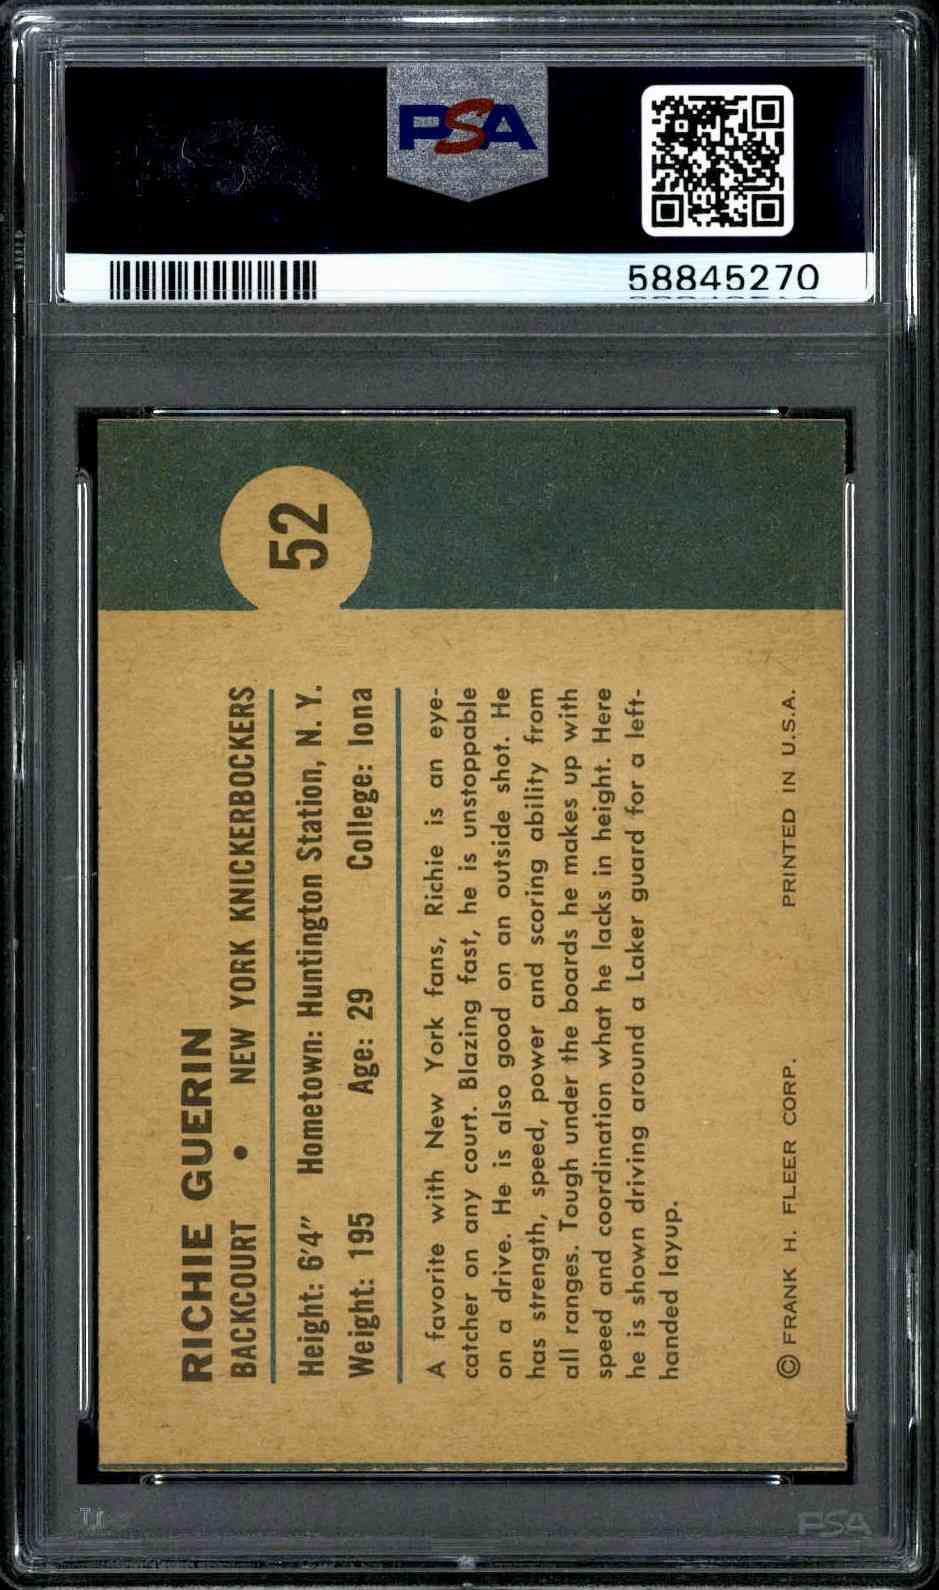 PSA
58845270
52
RICHIE GUERIN
BACKCOURT • NEW YORK KNICKERBOCKERS
Height: 6'4" Hometown: Huntington Station, N. Y.
Weight: 195 Age: 29 College: Iona
A favorite with New York fans, Richie is an eye-
catcher on any court. Blazing fast, he is unstoppable
on a drive. He is also good on an outside shot. He
has strength, speed, power and scoring ability from
all ranges. Tough under the boards he makes up with
speed and coordination what he lacks in height. Here
he is shown driving around a Laker guard for a left-
handed layup.
© FRANK H. FLEER CORP. PRINTED IN U.S.A.
PSA